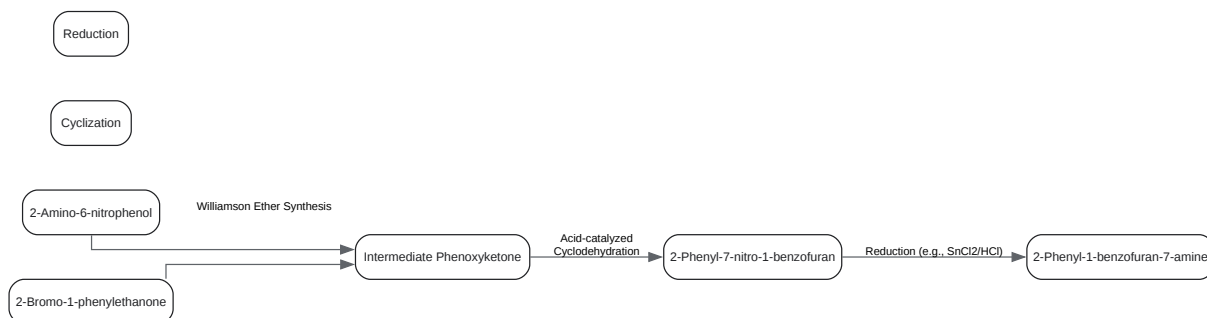 Reduction
Cyclization
2-Amino-6-nitrophenol
Williamson Ether Synthesis
2-Bromo-1-phenylethanone
Intermediate Phenoxyketone
Acid-catalyzed
Cyclodehydration
2-Phenyl-7-nitro-1-benzofuran
Reduction (e.g., SnCl2/HCl)
2-Phenyl-1-benzofuran-7-amine